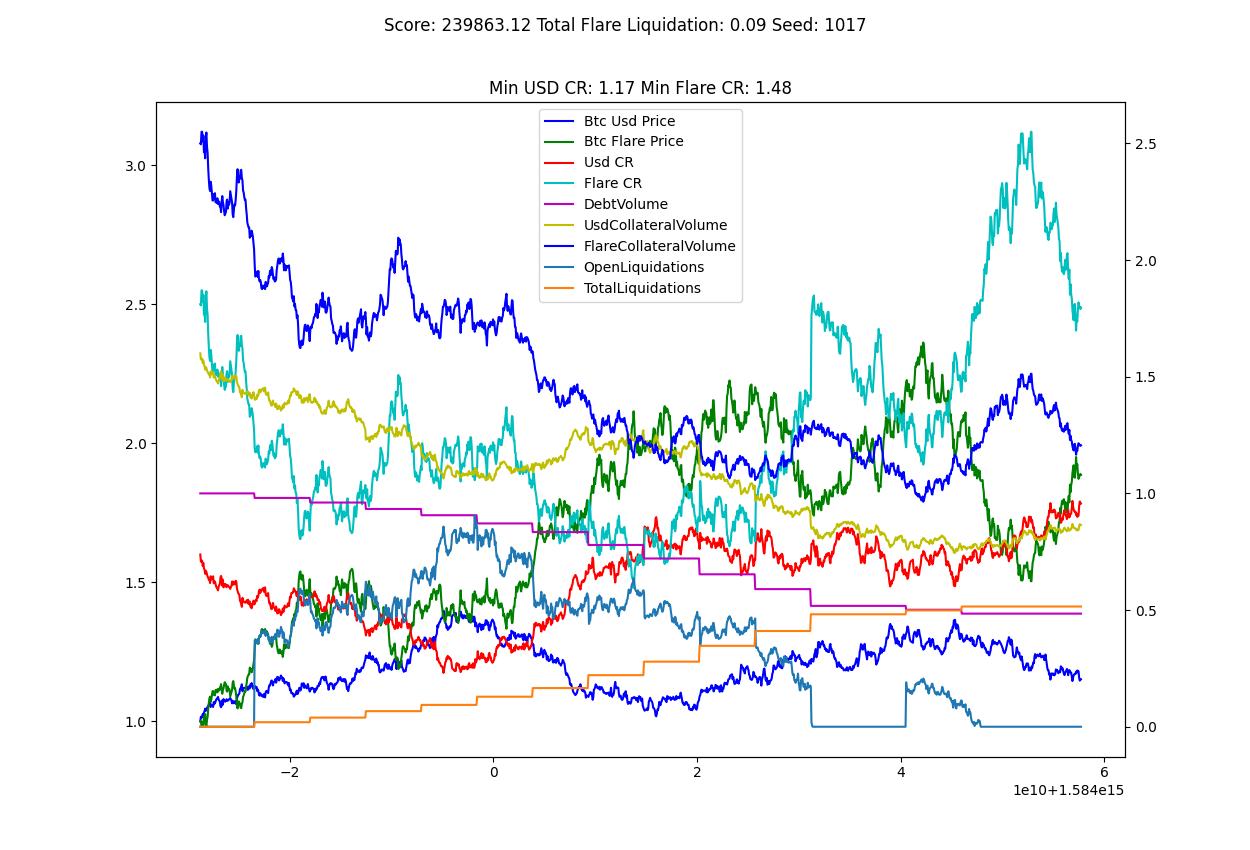 Score: 239863.12 Total Flare Liquidation: 0.09 Seed: 1017
Min USD CR: 1.17 Min Flare CR: 1.48
Btc Usd Price
Btc Flare Price
Usd CR
Flare CR
DebtVolume
UsdCollateralVolume
FlareCollateralVolume
OpenLiquidations
TotalLiquidations
3.0
2.5
2.0
1.5
1.0
2.5
2.0
1.5
1.0
0.5
0.0
−2 0 2 4 6
1e10+1.584e15